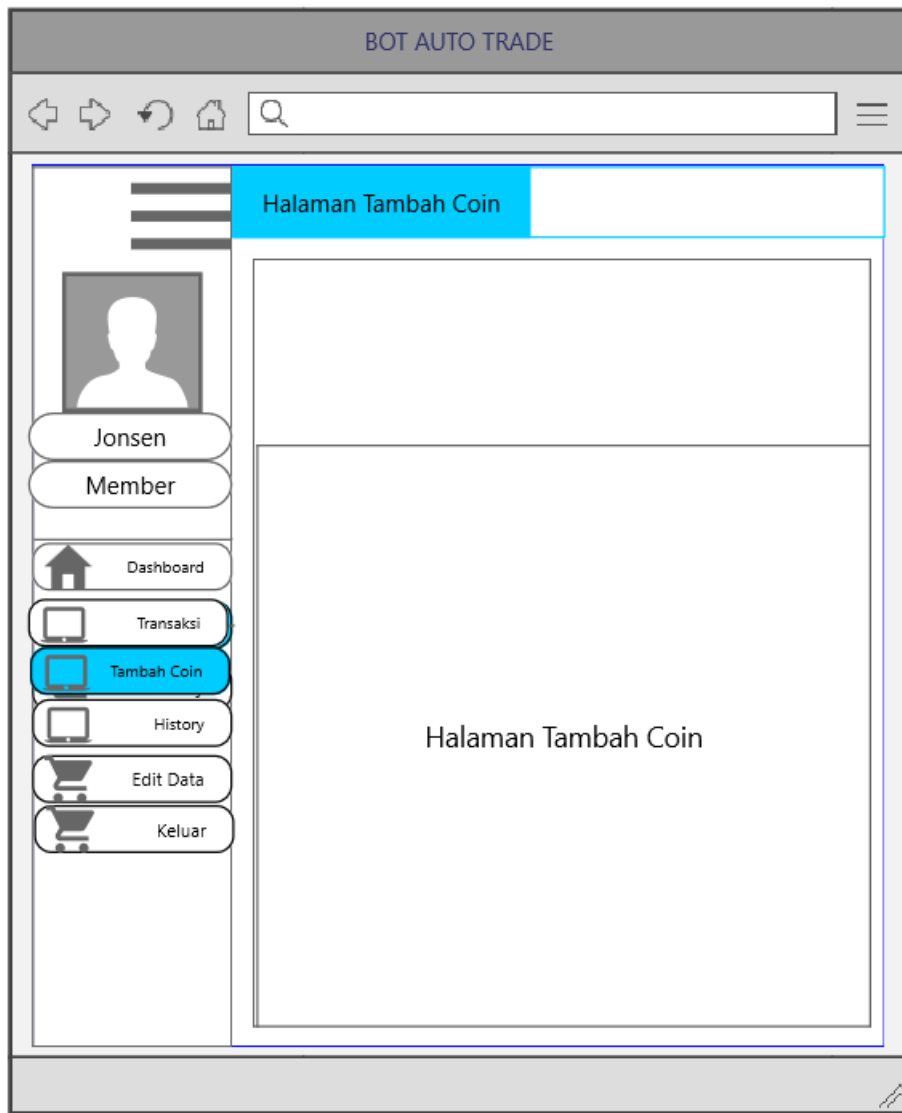 BOT AUTO TRADE
Halaman Tambah Coin
Jonsen
Member
Dashboard
Transaksi
Tambah Coin
History
Edit Data
Keluar
Halaman Tambah Coin